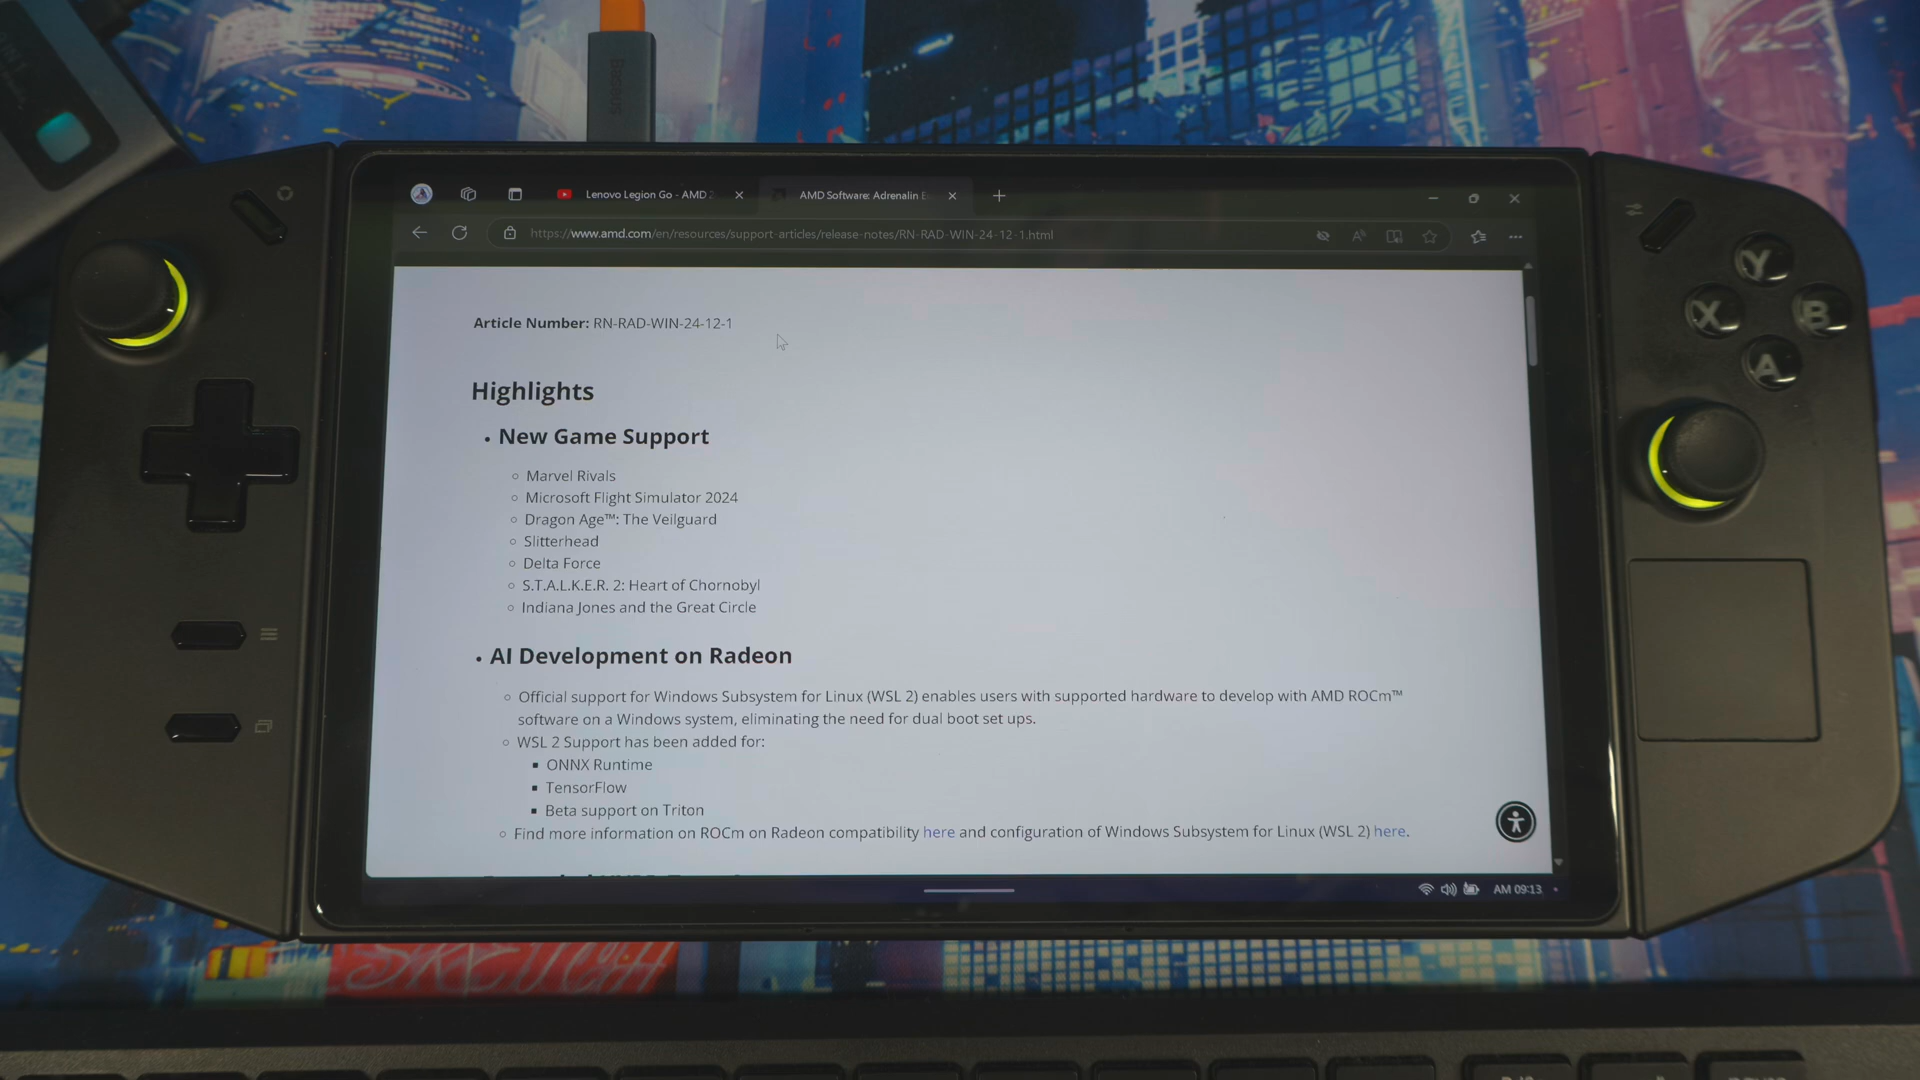 Baseus
Lenovo Legion Go - AMD 2
AMD Software: Adrenalin E
https://www.amd.com/en/resources/support-articles/release-notes/RN-RAD-WIN-24-12-1.html
Article Number: RN-RAD-WIN-24-12-1
Highlights
• New Game Support
○ Marvel Rivals
○ Microsoft Flight Simulator 2024
○ Dragon Age™: The Veilguard
○ Slitterhead
○ Delta Force
○ S.T.A.L.K.E.R. 2: Heart of Chornobyl
○ Indiana Jones and the Great Circle
• AI Development on Radeon
○ Official support for Windows Subsystem for Linux (WSL 2) enables users with supported hardware to develop with AMD ROCm™
software on a Windows system, eliminating the need for dual boot set ups.
○ WSL 2 Support has been added for:
▪ ONNX Runtime
▪ TensorFlow
▪ Beta support on Triton
○ Find more information on ROCm on Radeon compatibility here and configuration of Windows Subsystem for Linux (WSL 2) here.
AM 09:13
Y
X
B
A
SKETCH